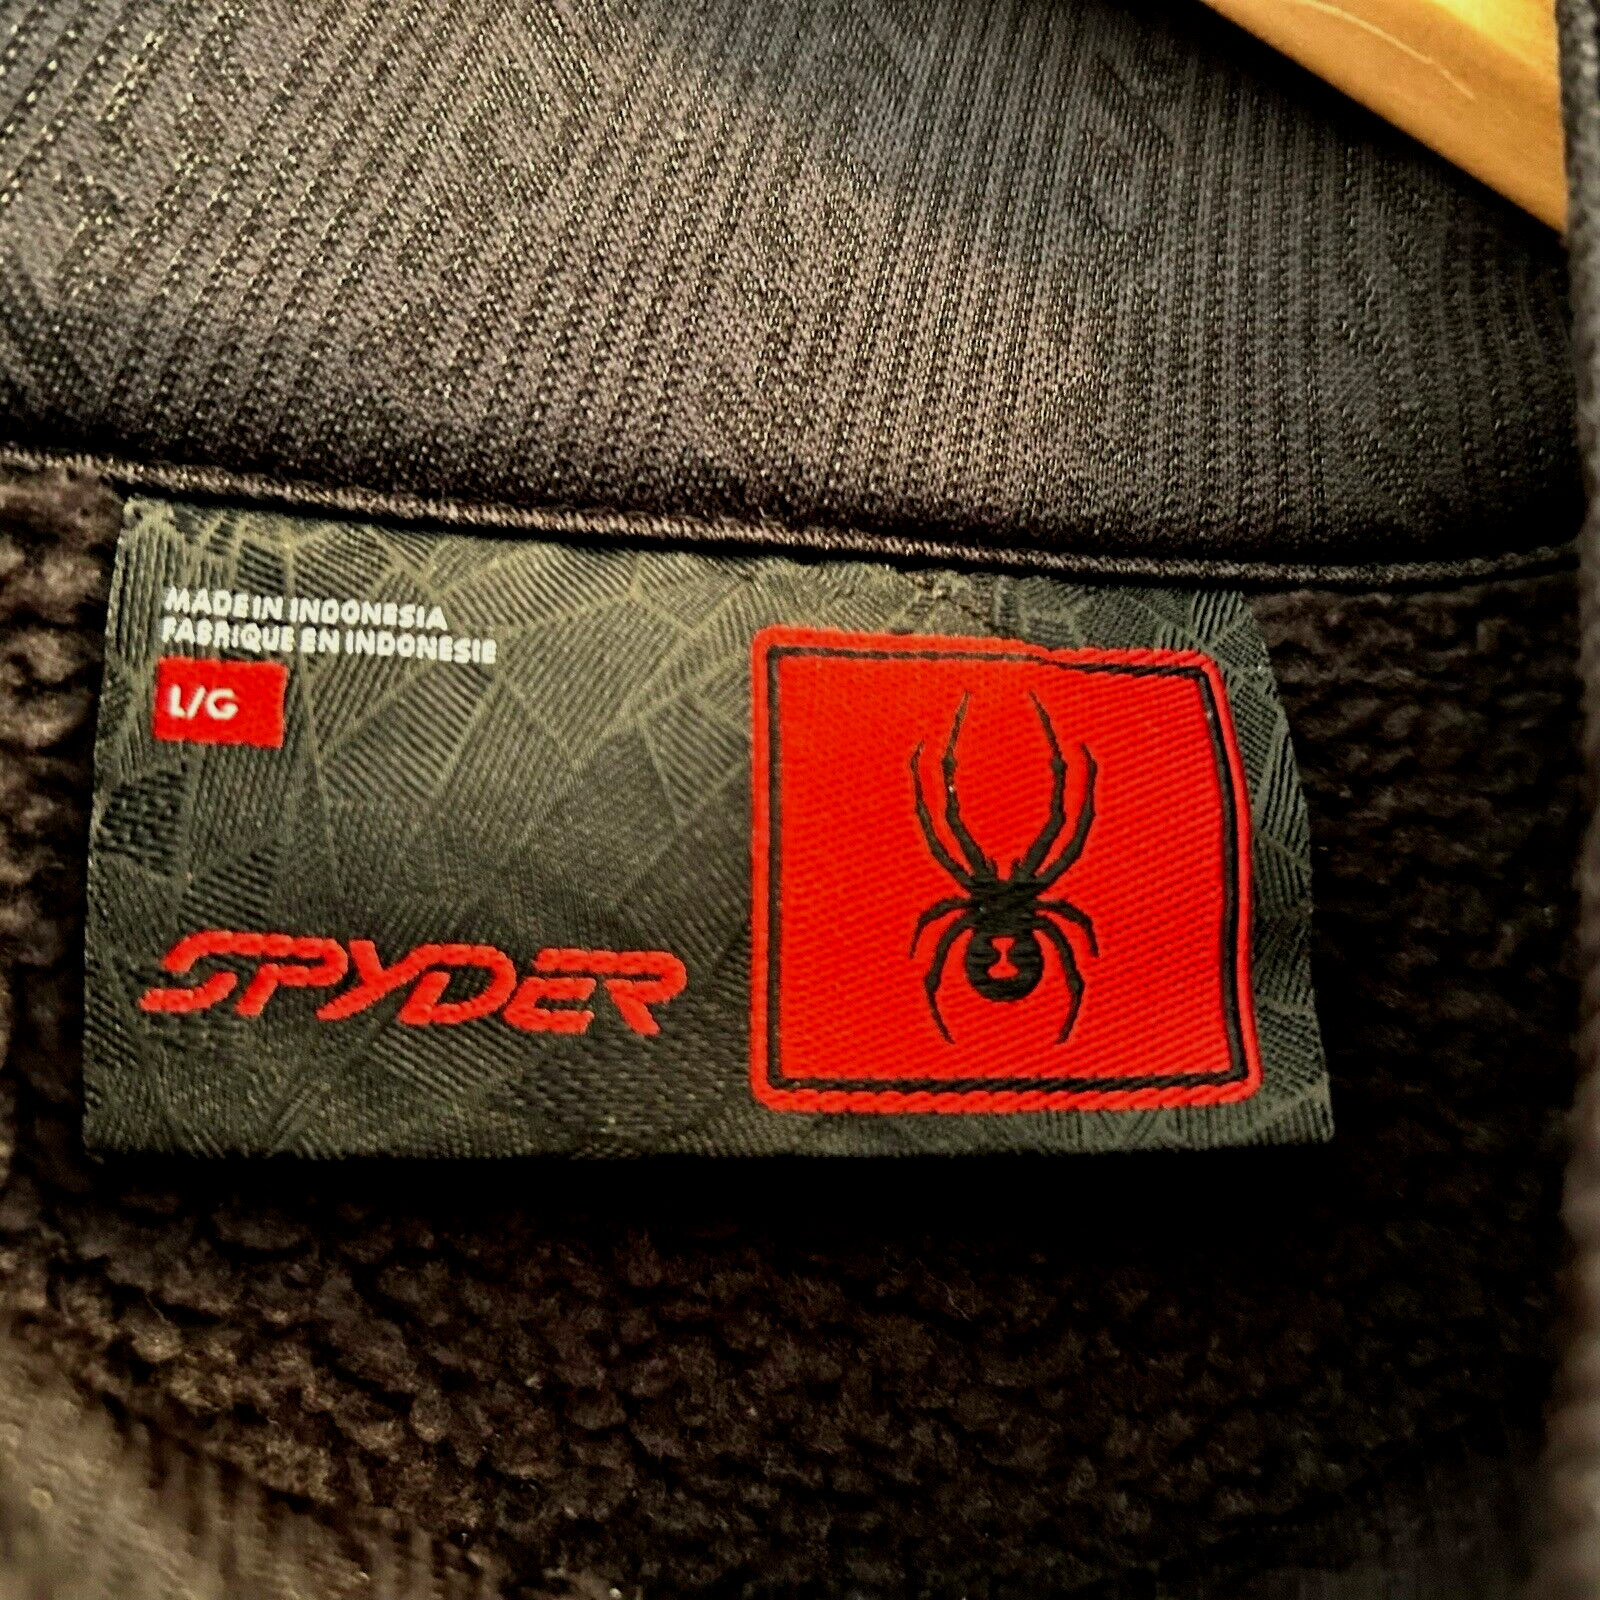 MADE IN INDONESIA
FABRIQUE EN INDONESIE
L/G
SPYDER